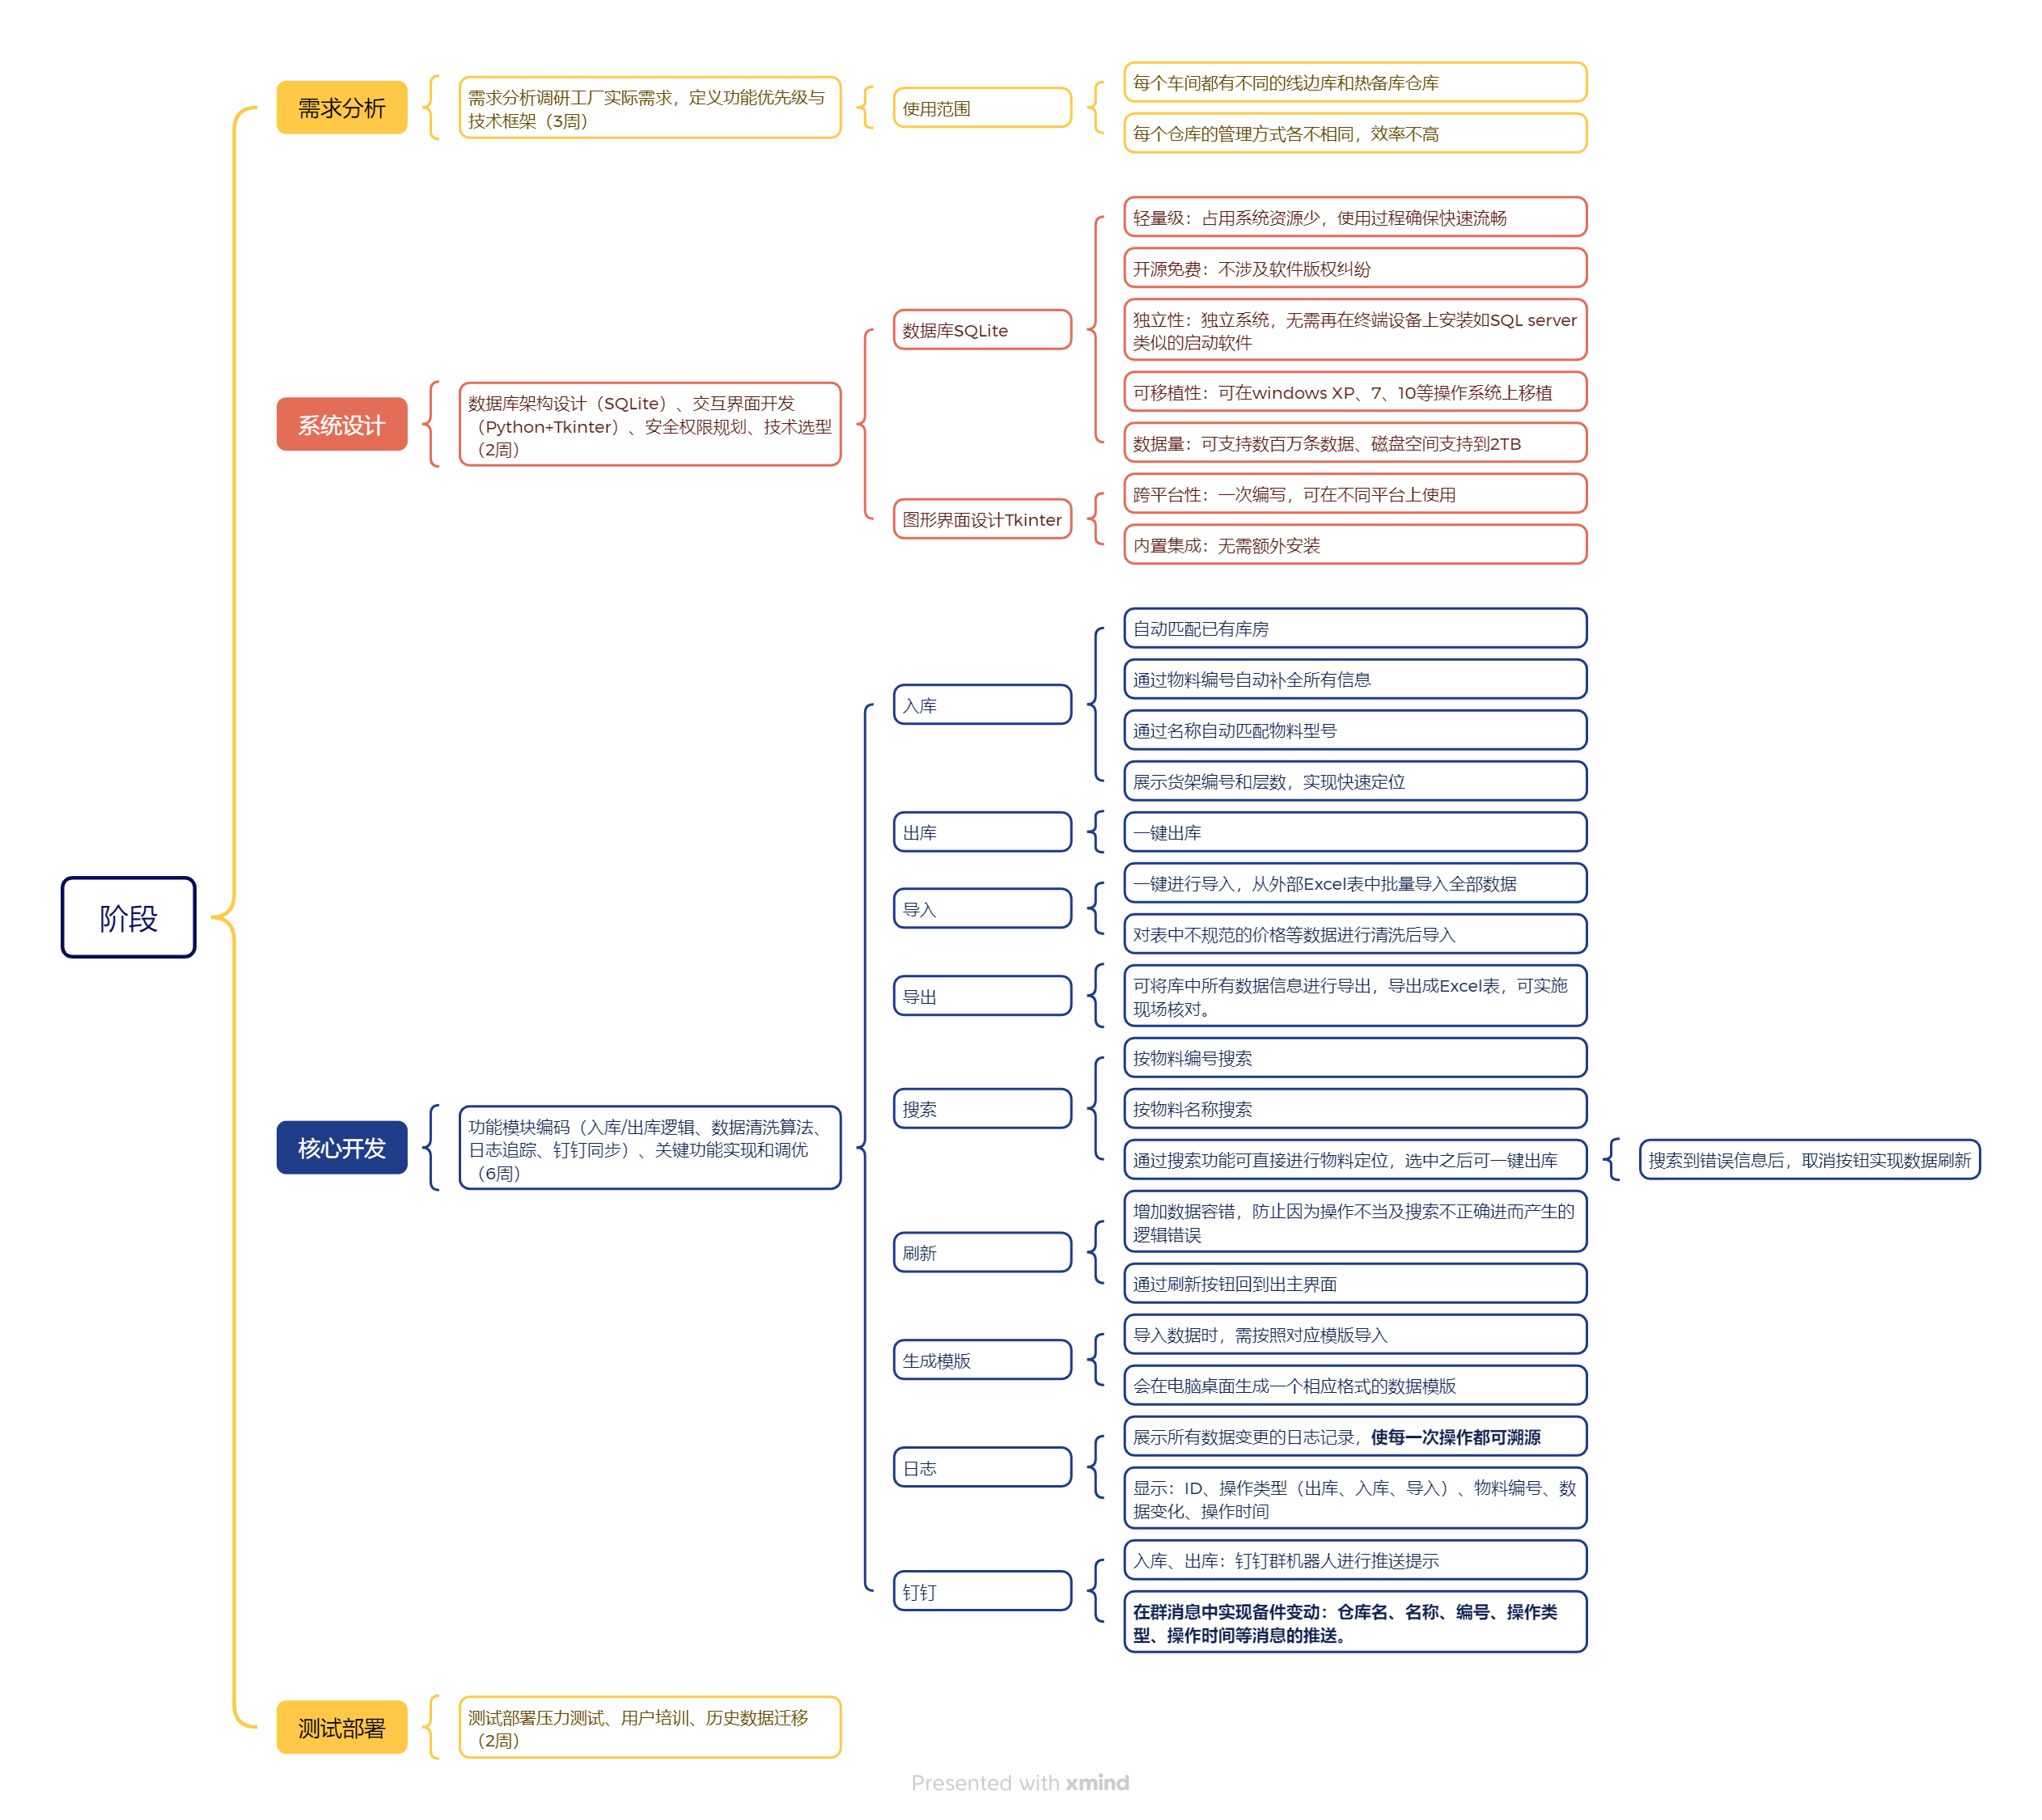 阶段
需求分析
需求分析调研工厂实际需求，定义功能优先级与
技术框架（3周）
使用范围
每个车间都有不同的线边库和热备库仓库
每个仓库的管理方式各不相同，效率不高
系统设计
数据库架构设计（SQLite）、交互界面开发
（Python+Tkinter）、安全权限规划、技术选型
（2周）
数据库SQLite
轻量级：占用系统资源少，使用过程确保快速流畅
开源免费：不涉及软件版权纠纷
独立性：独立系统，无需再在终端设备上安装如SQL server
类似的启动软件
可移植性：可在windows XP、7、10等操作系统上移植
数据量：可支持数百万条数据、磁盘空间支持到2TB
图形界面设计Tkinter
跨平台性：一次编写，可在不同平台上使用
内置集成：无需额外安装
核心开发
功能模块编码（入库/出库逻辑、数据清洗算法、
日志追踪、钉钉同步）、关键功能实现和调优
（6周）
入库
自动匹配已有库房
通过物料编号自动补全所有信息
通过名称自动匹配物料型号
展示货架编号和层数，实现快速定位
出库
一键出库
导入
一键进行导入，从外部Excel表中批量导入全部数据
对表中不规范的价格等数据进行清洗后导入
导出
可将库中所有数据信息进行导出，导出成Excel表，可实施
现场核对。
搜索
按物料编号搜索
按物料名称搜索
通过搜索功能可直接进行物料定位，选中之后可一键出库
搜索到错误信息后，取消按钮实现数据刷新
刷新
增加数据容错，防止因为操作不当及搜索不正确进而产生的
逻辑错误
通过刷新按钮回到出主界面
生成模版
导入数据时，需按照对应模版导入
会在电脑桌面生成一个相应格式的数据模版
日志
展示所有数据变更的日志记录，使每一次操作都可溯源
显示：ID、操作类型（出库、入库、导入）、物料编号、数
据变化、操作时间
钉钉
入库、出库：钉钉群机器人进行推送提示
在群消息中实现备件变动：仓库名、名称、编号、操作类
型、操作时间等消息的推送。
测试部署
测试部署压力测试、用户培训、历史数据迁移
（2周）
Presented with xmind